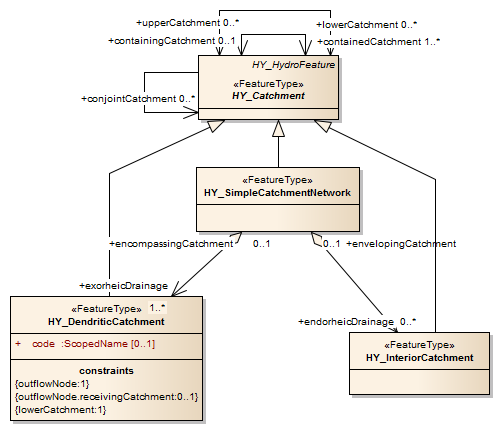 +upperCatchment 0..*
+lowerCatchment 0..*
+containingCatchment 0..1
+containedCatchment 1..*
HY_HydroFeature
«FeatureType»
HY_Catchment
+conjointCatchment 0..*
«FeatureType»
HY_SimpleCatchmentNetwork
+encompassingCatchment 0..1
0..1 +envelopingCatchment
+exorheicDrainage
1..*
+endorheicDrainage 0..*
«FeatureType»
HY_DendriticCatchment
+ code :ScopedName [0..1]
constraints
{outflowNode:1}
{outflowNode.receivingCatchment:0..1}
{lowerCatchment:1}
«FeatureType»
HY_InteriorCatchment